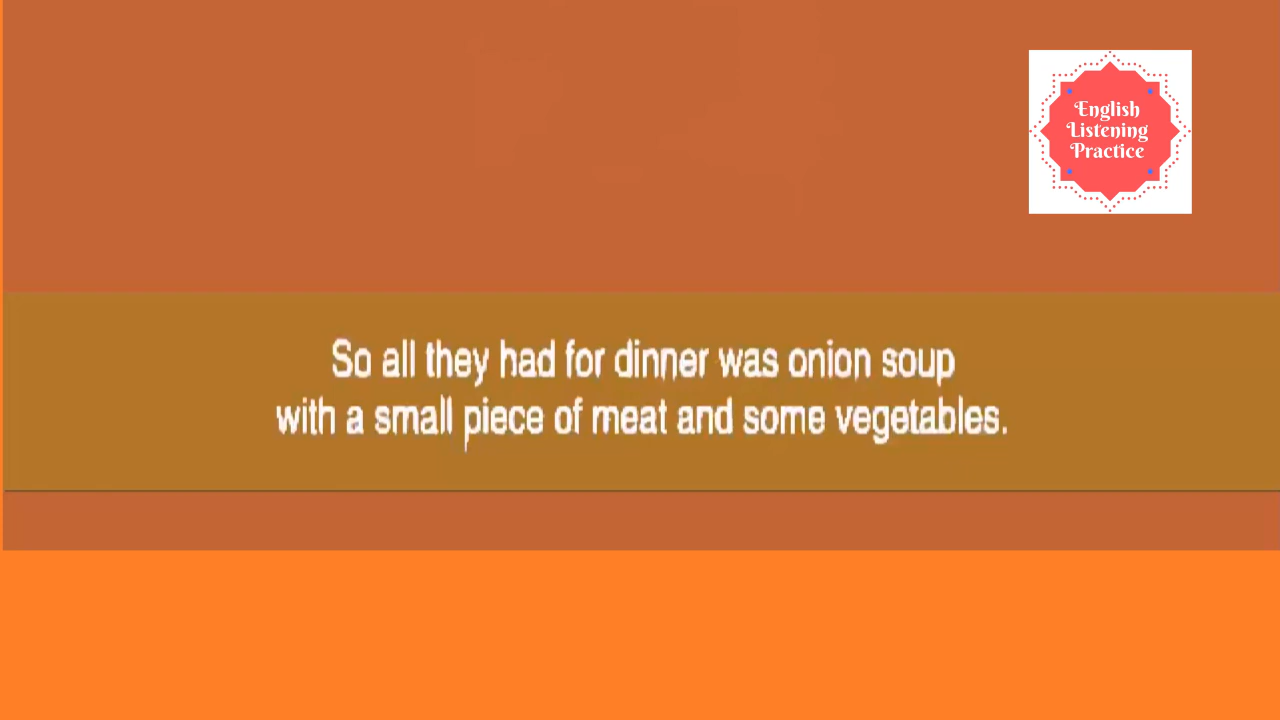 English
Listening
Practice
So all they had for dinner was onion soup
with a small piece of meat and some vegetables.